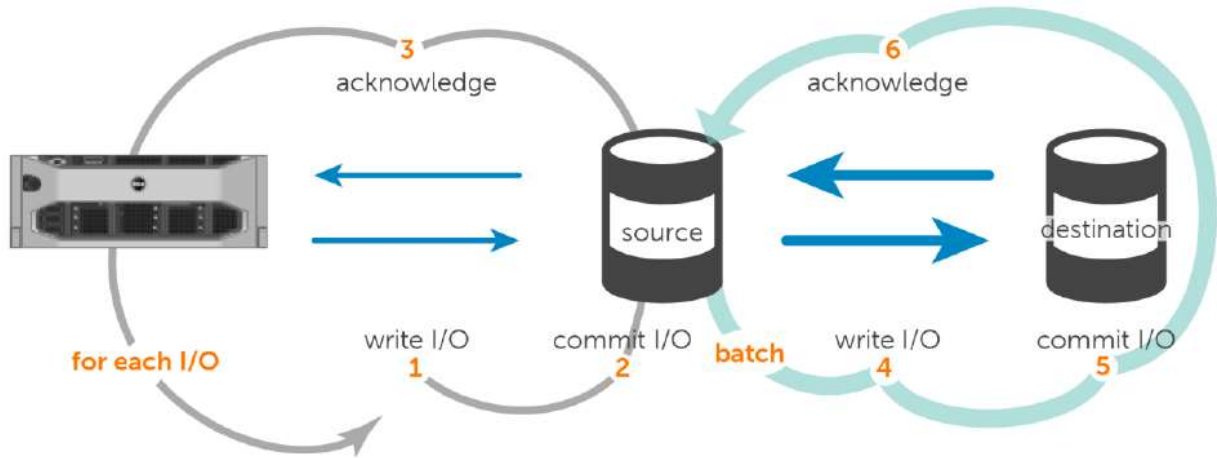 3
acknowledge
6
acknowledge
source
destination
for each I/O
write I/O
1
commit I/O
2
batch
write I/O
4
commit I/O
5